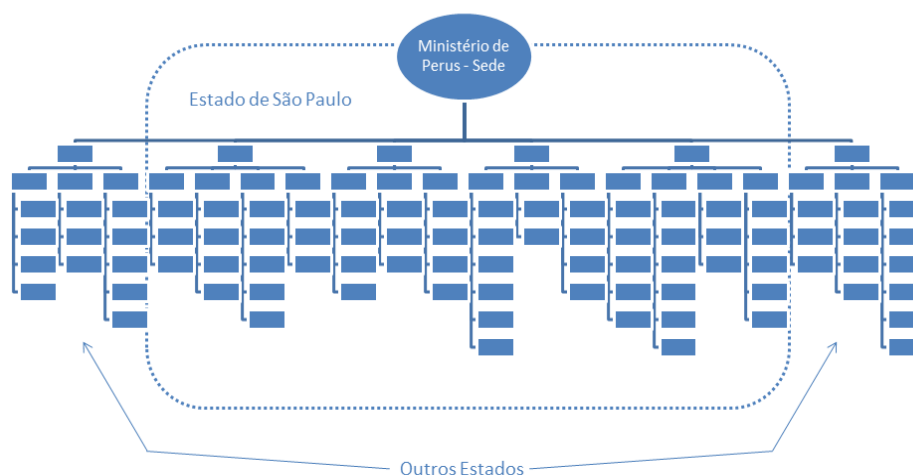 Ministério de
Perus - Sede
Estado de São Paulo
Outros Estados